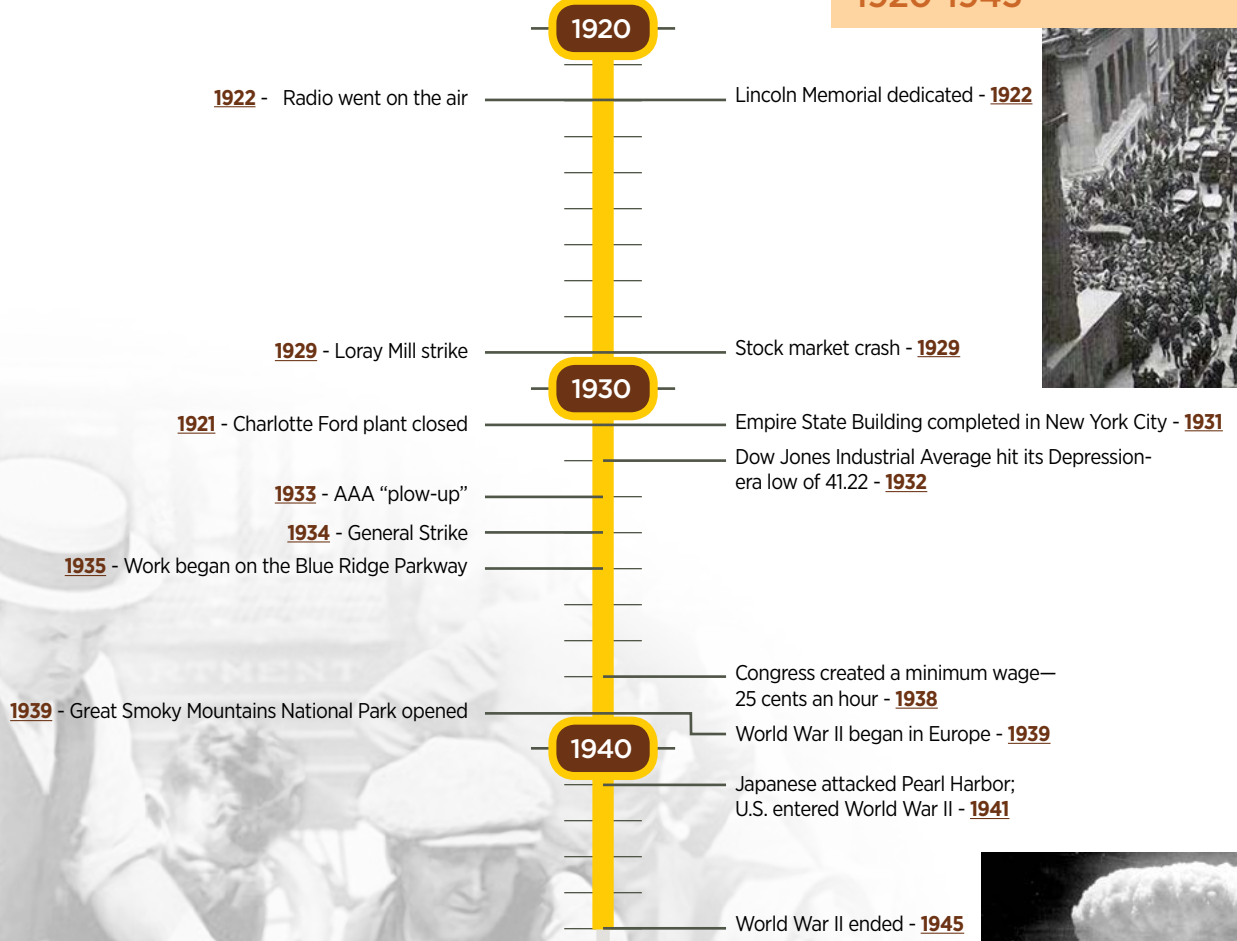 1920-1945
1920
1922 - Radio went on the air
Lincoln Memorial dedicated - 1922
1929 - Loray Mill strike
Stock market crash - 1929
1930
1921 - Charlotte Ford plant closed
Empire State Building completed in New York City - 1931
Dow Jones Industrial Average hit its Depression-
era low of 41.22 - 1932
1933 - AAA “plow-up”
1934 - General Strike
1935 - Work began on the Blue Ridge Parkway
ARTMENT
Congress created a minimum wage—
25 cents an hour - 1938
1939 - Great Smoky Mountains National Park opened
World War II began in Europe - 1939
1940
Japanese attacked Pearl Harbor;
U.S. entered World War II - 1941
World War II ended - 1945